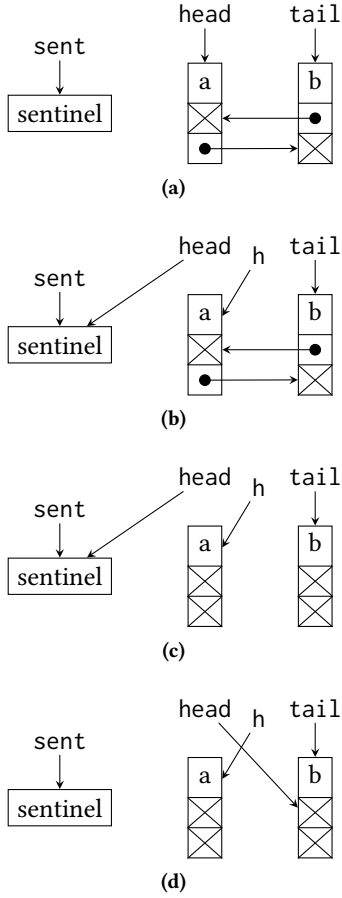 head tail
sent
a b
sentinel
(a)
head h tail
sent
a b
sentinel
(b)
head h tail
sent
a b
sentinel
(c)
head h tail
sent
a b
sentinel
(d)